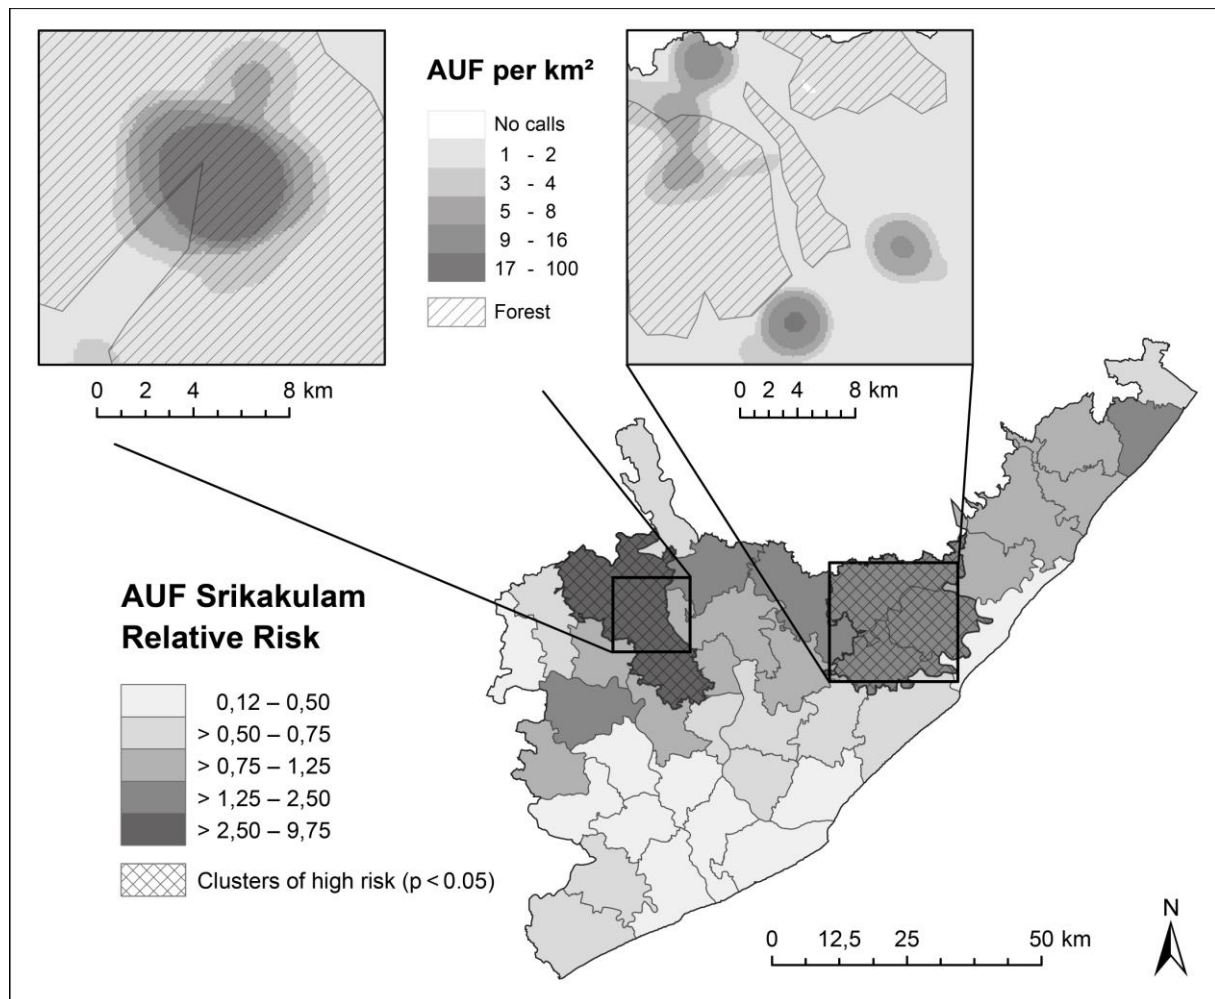 AUF per km²
No calls
1 - 2
3 - 4
5 - 8
9 - 16
17 - 100
Forest
0 2 4 8 km
0 2 4 8 km
AUF Srikakulam
Relative Risk
0,12 – 0,50
> 0,50 – 0,75
> 0,75 – 1,25
> 1,25 – 2,50
> 2,50 – 9,75
Clusters of high risk (p < 0.05)
N
0 12,5 25 50 km